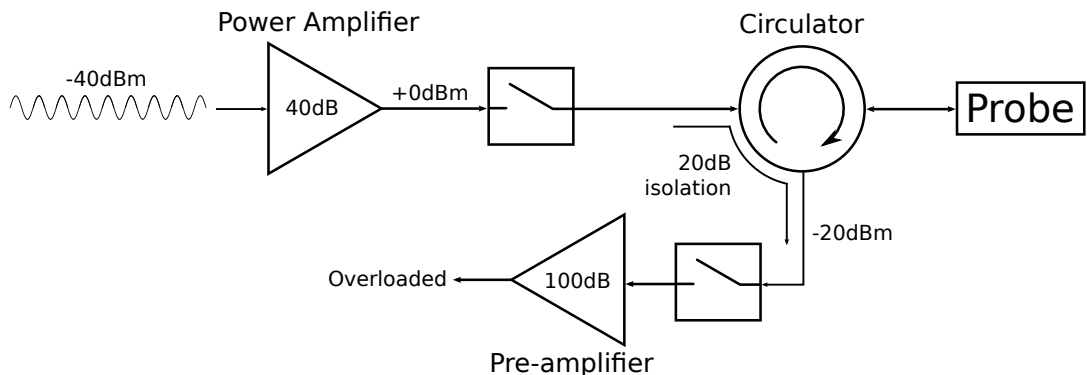 Power Amplifier
Circulator
-40dBm
40dB
+0dBm
Probe
20dB
isolation
-20dBm
Overloaded
100dB
Pre-amplifier